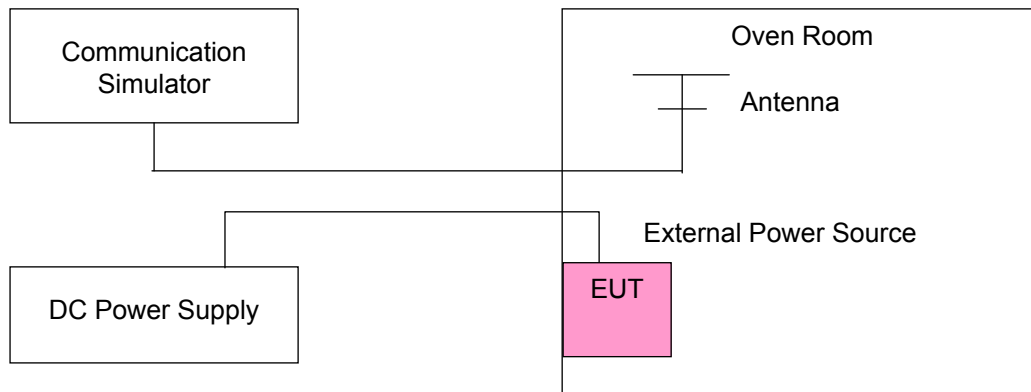 Communication
Simulator
Oven Room
Antenna
External Power Source
DC Power Supply
EUT